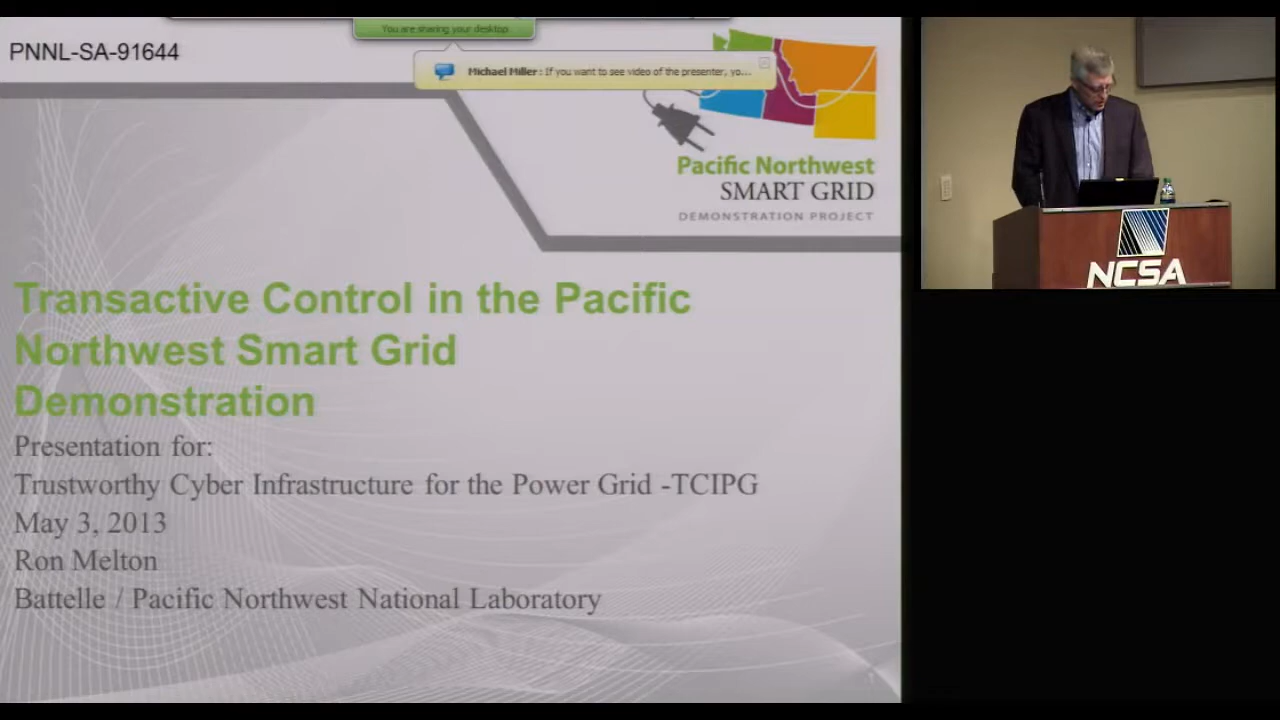 You are sharing your desktop.
PNNL-SA-91644
Michael Miller : If you want to see video of the presenter, yo...
Pacific Northwest
SMART GRID
DEMONSTRATION PROJECT
Transactive Control in the Pacific
Northwest Smart Grid
Demonstration
Presentation for:
Trustworthy Cyber Infrastructure for the Power Grid -TCIPG
May 3, 2013
Ron Melton
Battelle / Pacific Northwest National Laboratory
NCSA